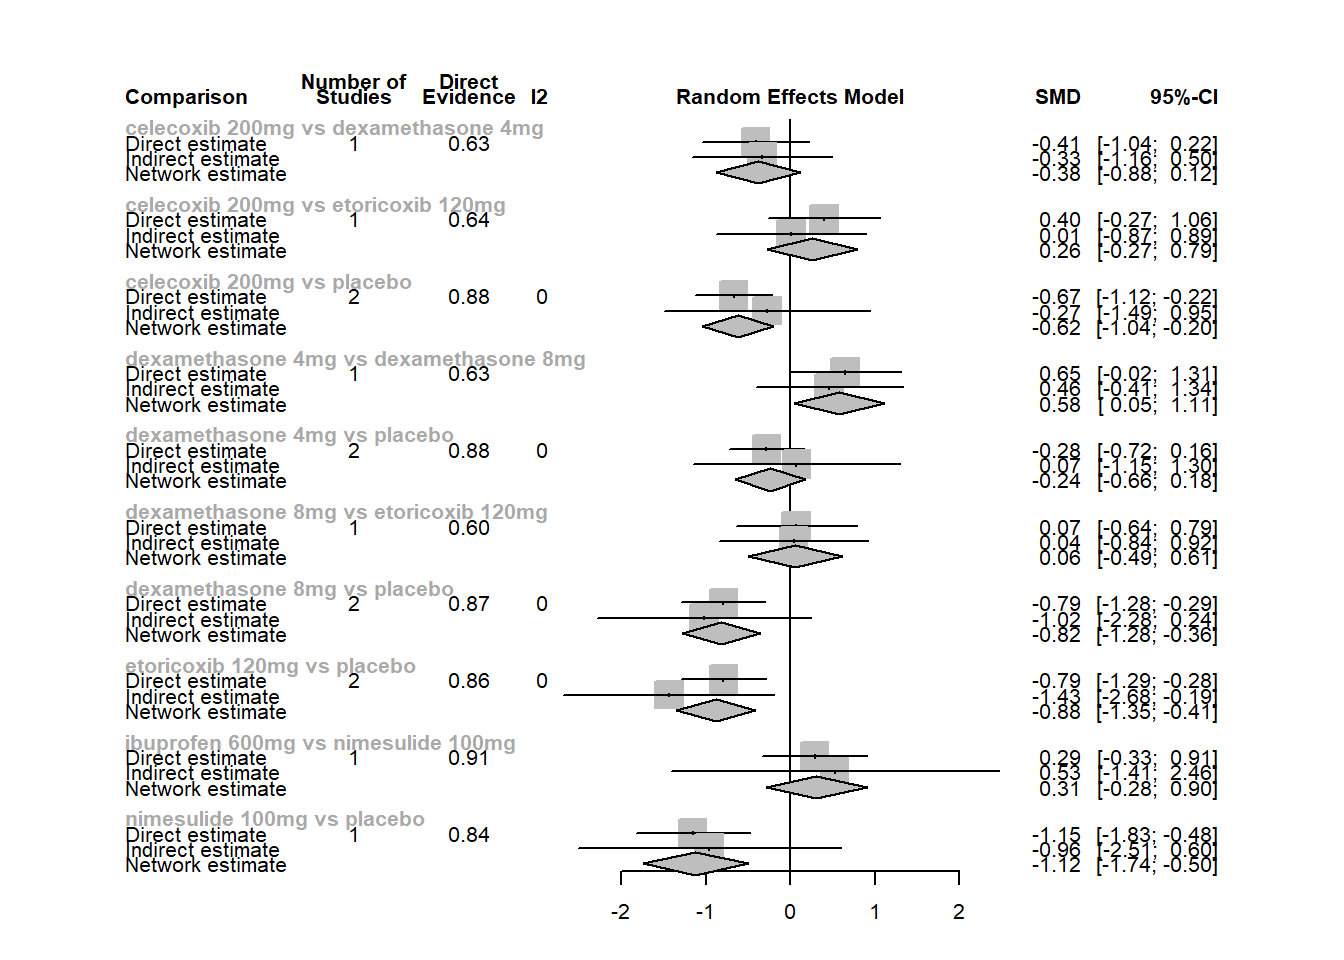 Number of Direct
Comparison Studies Evidence I2 Random Effects Model SMD 95%-CI
celecoxib 200mg vs dexamethasone 4mg
Direct estimate 1 0.63 -0.41 [-1.04; 0.22]
Indirect estimate -0.33 [-1.16; 0.50]
Network estimate -0.38 [-0.88; 0.12]
celecoxib 200mg vs etoricoxib 120mg
Direct estimate 1 0.64 0.40 [-0.27; 1.06]
Indirect estimate 0.01 [-0.87; 0.89]
Network estimate 0.26 [-0.27; 0.79]
celecoxib 200mg vs placebo
Direct estimate 2 0.88 0 -0.67 [-1.12; -0.22]
Indirect estimate -0.27 [-1.49; 0.95]
Network estimate -0.62 [-1.04; -0.20]
dexamethasone 4mg vs dexamethasone 8mg
Direct estimate 1 0.63 0.65 [-0.02; 1.31]
Indirect estimate 0.46 [-0.41; 1.34]
Network estimate 0.58 [ 0.05; 1.11]
dexamethasone 4mg vs placebo
Direct estimate 2 0.88 0 -0.28 [-0.72; 0.16]
Indirect estimate 0.07 [-1.15; 1.30]
Network estimate -0.24 [-0.66; 0.18]
dexamethasone 8mg vs etoricoxib 120mg
Direct estimate 1 0.60 0.07 [-0.64; 0.79]
Indirect estimate 0.04 [-0.84; 0.92]
Network estimate 0.06 [-0.49; 0.61]
dexamethasone 8mg vs placebo
Direct estimate 2 0.87 0 -0.79 [-1.28; -0.29]
Indirect estimate -1.02 [-2.28; 0.24]
Network estimate -0.82 [-1.28; -0.36]
etoricoxib 120mg vs placebo
Direct estimate 2 0.86 0 -0.79 [-1.29; -0.28]
Indirect estimate -1.43 [-2.68; -0.19]
Network estimate -0.88 [-1.35; -0.41]
ibuprofen 600mg vs nimesulide 100mg
Direct estimate 1 0.91 0.29 [-0.33; 0.91]
Indirect estimate 0.53 [-1.41; 2.46]
Network estimate 0.31 [-0.28; 0.90]
nimesulide 100mg vs placebo
Direct estimate 1 0.84 -1.15 [-1.83; -0.48]
Indirect estimate -0.96 [-2.51; 0.60]
Network estimate -1.12 [-1.74; -0.50]
-2 -1 0 1 2